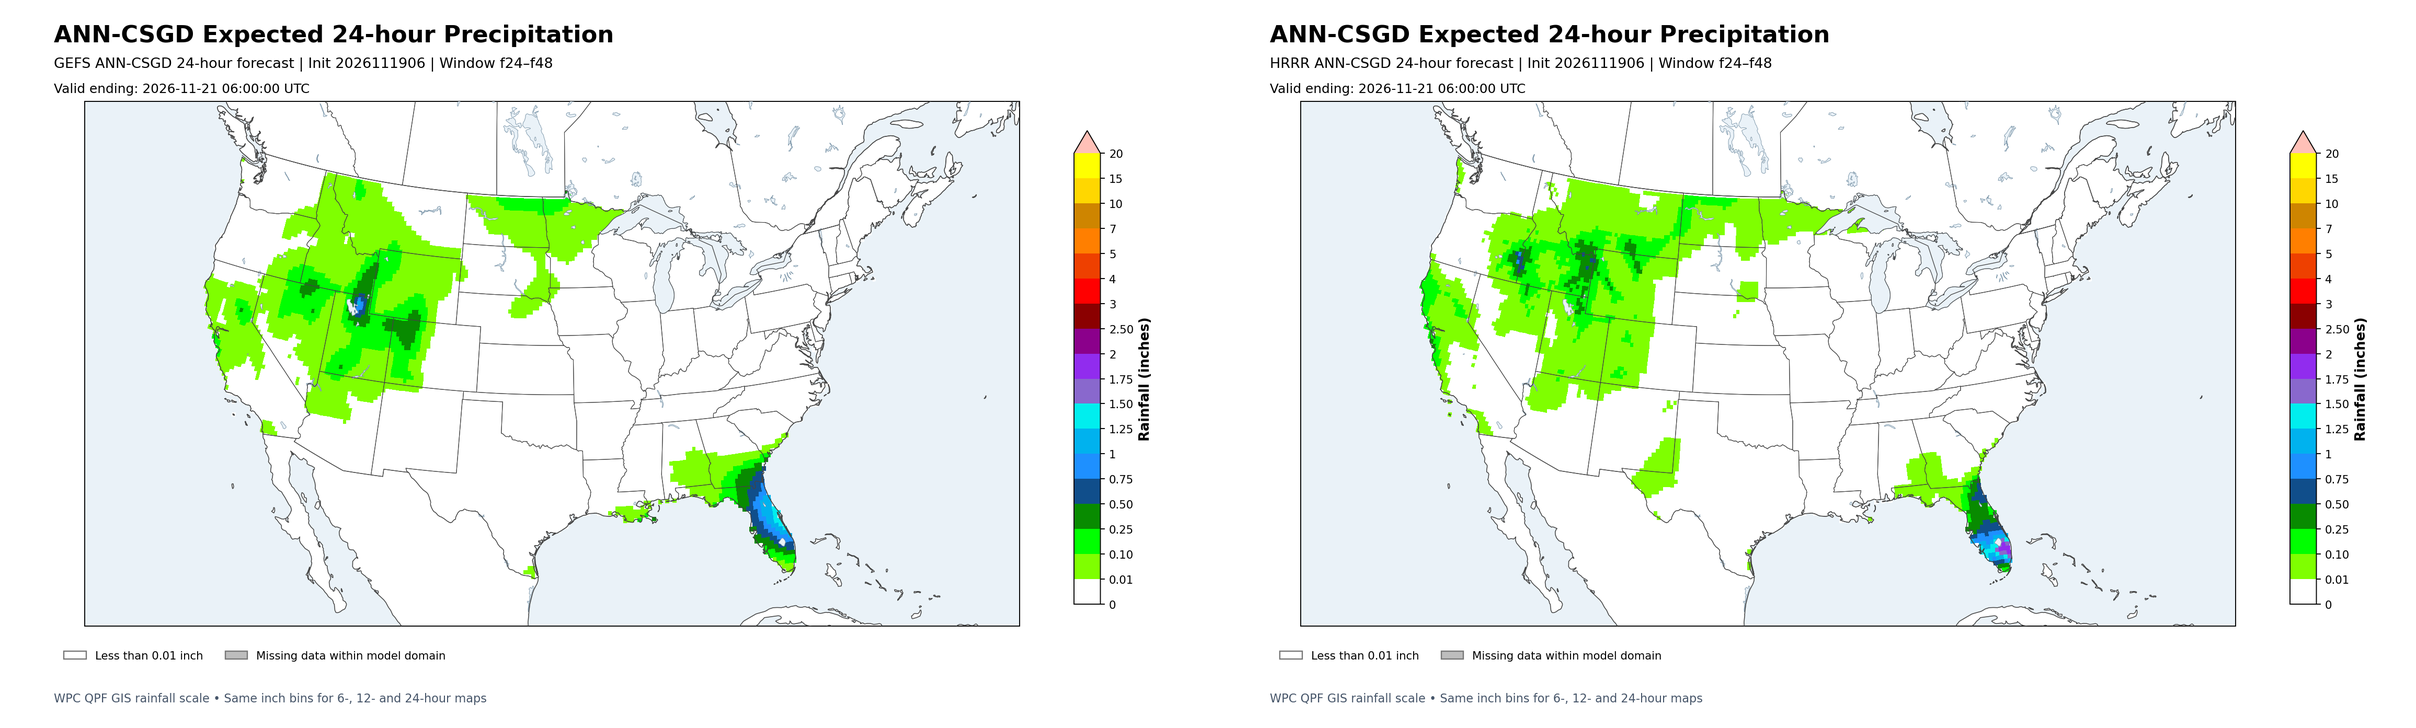 ANN-CSGD Expected 24-hour Precipitation
GEFS ANN-CSGD 24-hour forecast | Init 2026111906 | Window f24–f48
Valid ending: 2026-11-21 06:00:00 UTC
20
15
10
7
5
4
3
2.50
2
1.75
1.50
1.25
1
0.75
0.50
0.25
0.10
0.01
0
Rainfall (inches)
Less than 0.01 inch
Missing data within model domain
WPC QPF GIS rainfall scale • Same inch bins for 6-, 12- and 24-hour maps
ANN-CSGD Expected 24-hour Precipitation
HRRR ANN-CSGD 24-hour forecast | Init 2026111906 | Window f24–f48
Valid ending: 2026-11-21 06:00:00 UTC
20
15
10
7
5
4
3
2.50
2
1.75
1.50
1.25
1
0.75
0.50
0.25
0.10
0.01
0
Rainfall (inches)
Less than 0.01 inch
Missing data within model domain
WPC QPF GIS rainfall scale • Same inch bins for 6-, 12- and 24-hour maps